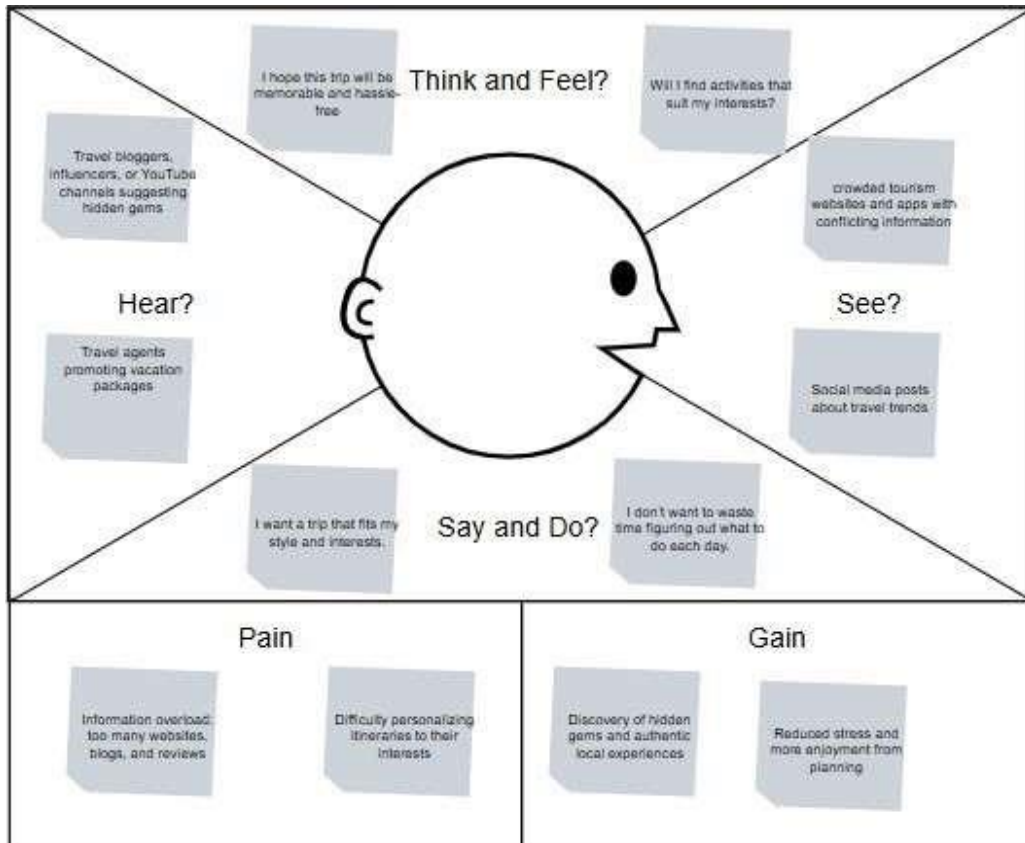 Think and Feel?
I hope this trip will be
memorable and hassle-
free
Will I find activities that
suit my interests?
Travel bloggers,
influencers, or YouTube
channels suggesting
hidden gems
crowded tourism
websites and apps with
conflicting information
Hear?
See?
Travel agents
promoting vacation
packages
Social media posts
about travel trends
I want a trip that fits my
style and interests.
Say and Do?
I don't want to waste
time figuring out what to
do each day.
Pain
Information overload:
too many websites,
blogs, and reviews
Difficulty personalizing
itineraries to their
interests
Gain
Discovery of hidden
gems and authentic
local experiences
Reduced stress and
more enjoyment from
planning